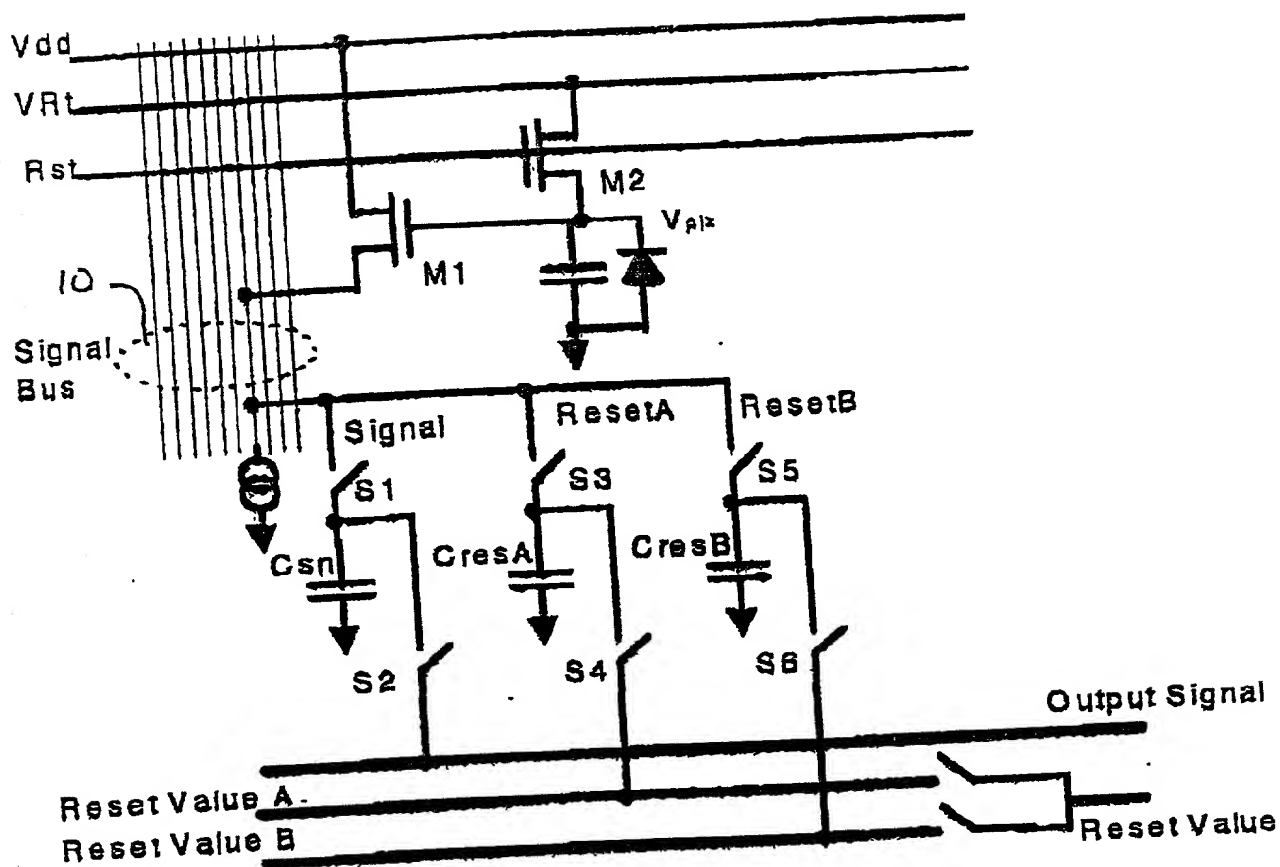 Vdd
VRt
Rst
M2
Vpix
M1
10
Signal
Bus
Signal
ResetA
ResetB
S1
S3
S5
Csn
CresA
CresB
S2
S4
S6
Output Signal
Reset Value A
Reset Value B
Reset Value